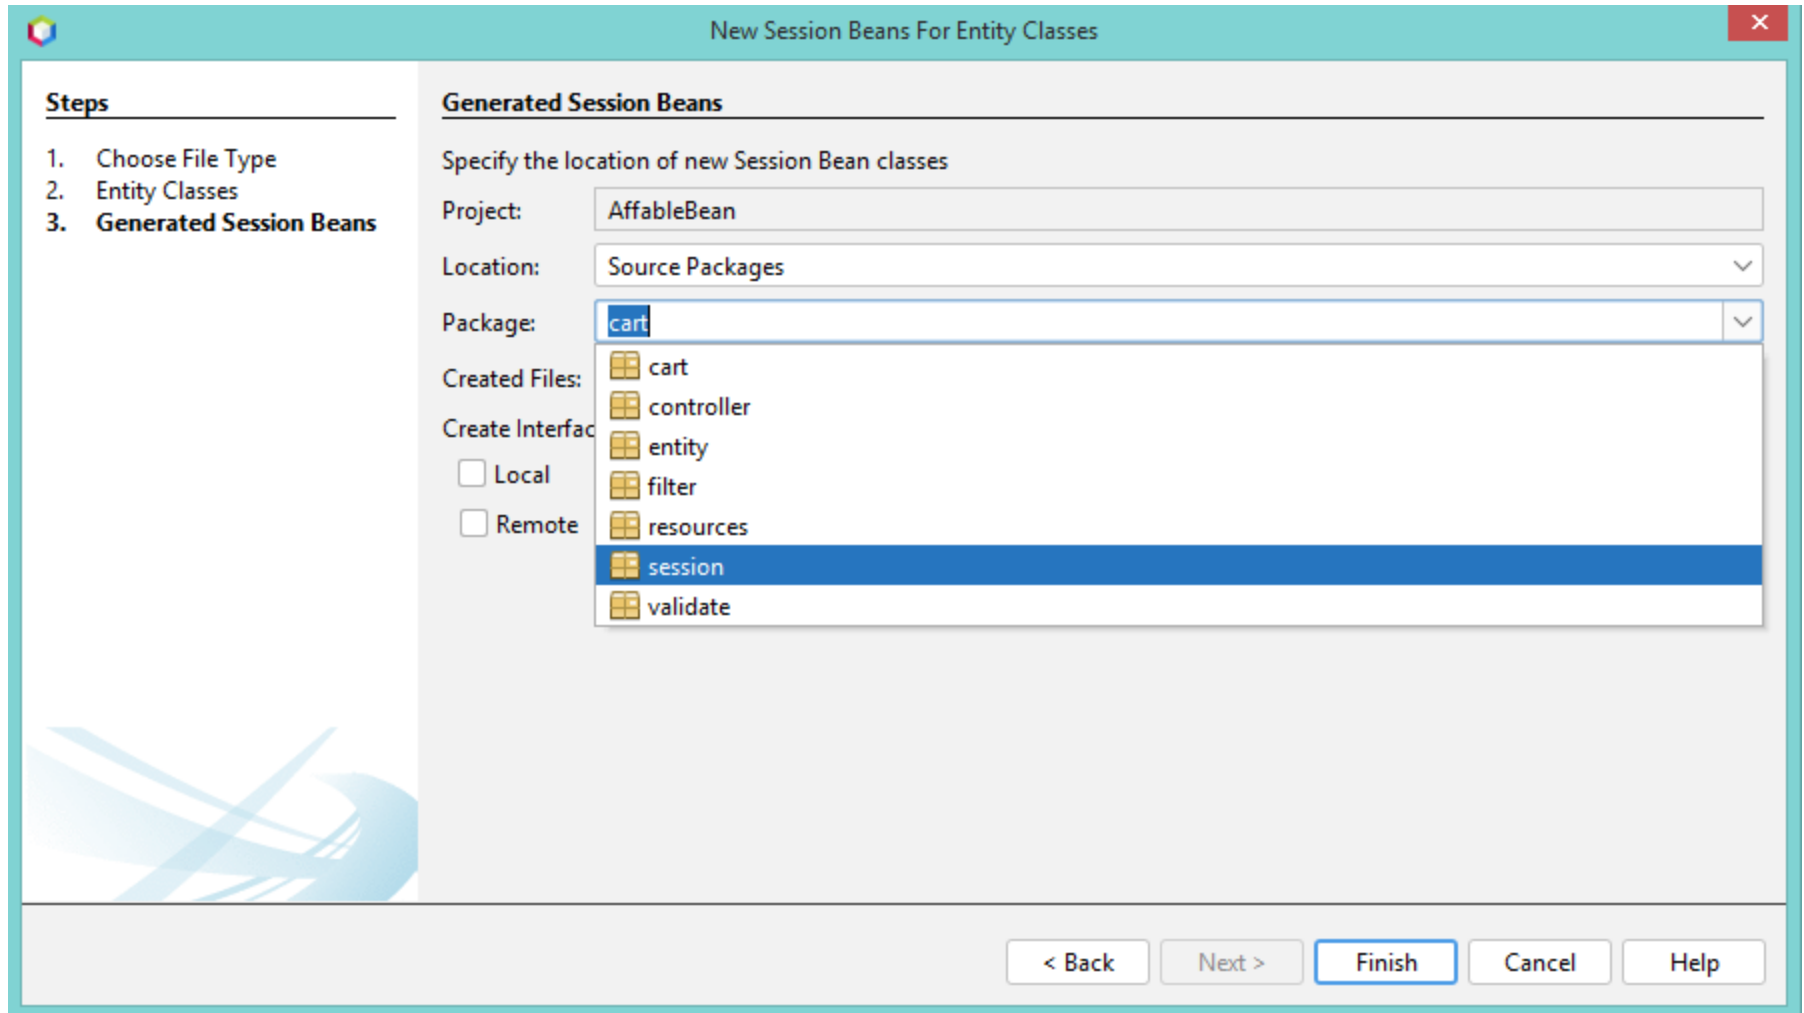 New Session Beans For Entity Classes
Steps
1. Choose File Type
2. Entity Classes
3. Generated Session Beans
Generated Session Beans
Specify the location of new Session Bean classes
Project: AffableBean
Location: Source Packages
Package: cart
Created Files:
Create Interfac
Local
Remote
cart
controller
entity
filter
resources
session
validate
< Back
Next >
Finish
Cancel
Help